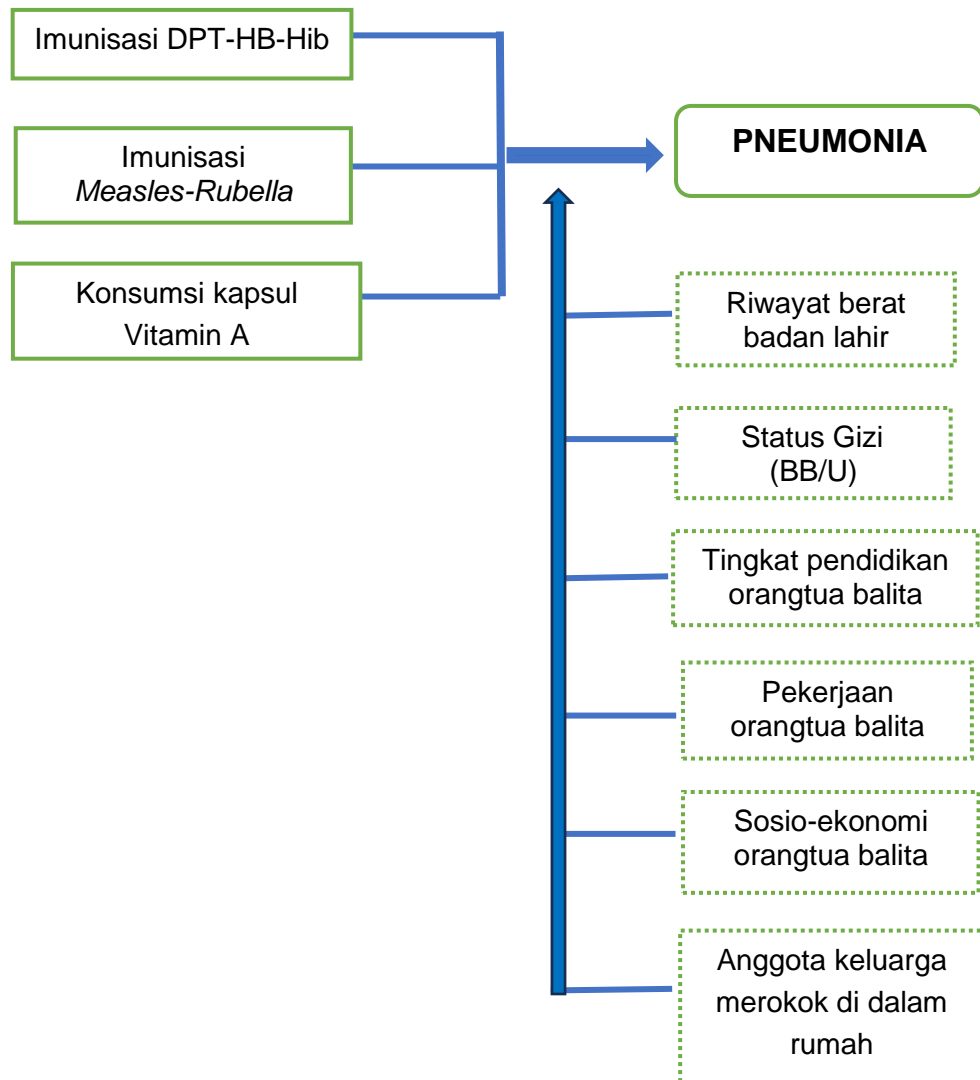 Imunisasi DPT-HB-Hib
Imunisasi
Measles-Rubella
Konsumsi kapsul
Vitamin A
PNEUMONIA
Riwayat berat
badan lahir
Status Gizi
(BB/U)
Tingkat pendidikan
orangtua balita
Pekerjaan
orangtua balita
Sosio-ekonomi
orangtua balita
Anggota keluarga
merokok di dalam
rumah